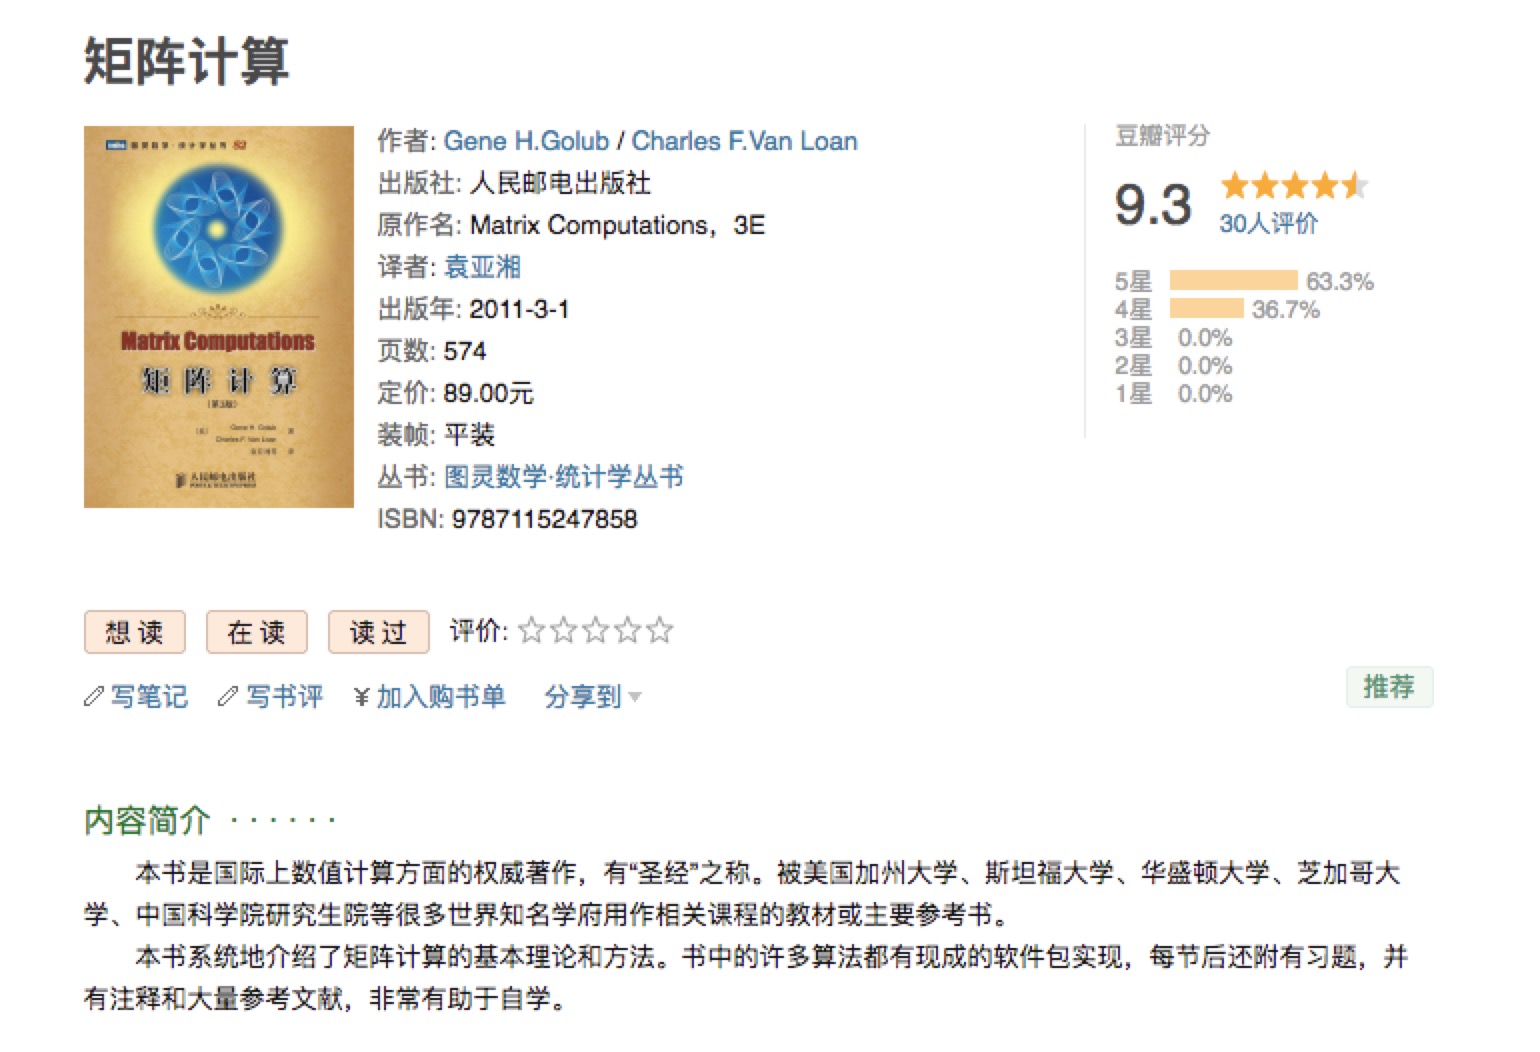 矩阵计算
Matrix Computations
矩阵计算
(第3版)
Gene H. Golub 著
Charles F. Van Loan
人民邮电出版社
作者: Gene H.Golub / Charles F.Van Loan
出版社: 人民邮电出版社
原作名: Matrix Computations，3E
译者: 袁亚湘
出版年: 2011-3-1
页数: 574
定价: 89.00元
装帧: 平装
丛书: 图灵数学·统计学丛书
ISBN: 9787115247858
豆瓣评分
9.3
30人评价
5星 63.3%
4星 36.7%
3星 0.0%
2星 0.0%
1星 0.0%
想读 在读 读过 评价:
写笔记 写书评 ¥ 加入购书单 分享到
推荐
内容简介 · · · · · ·
本书是国际上数值计算方面的权威著作，有“圣经”之称。被美国加州大学、斯坦福大学、华盛顿大学、芝加哥大
学、中国科学院研究生院等很多世界知名学府用作相关课程的教材或主要参考书。
本书系统地介绍了矩阵计算的基本理论和方法。书中的许多算法都有现成的软件包实现，每节后还附有习题，并
有注释和大量参考文献，非常有助于自学。